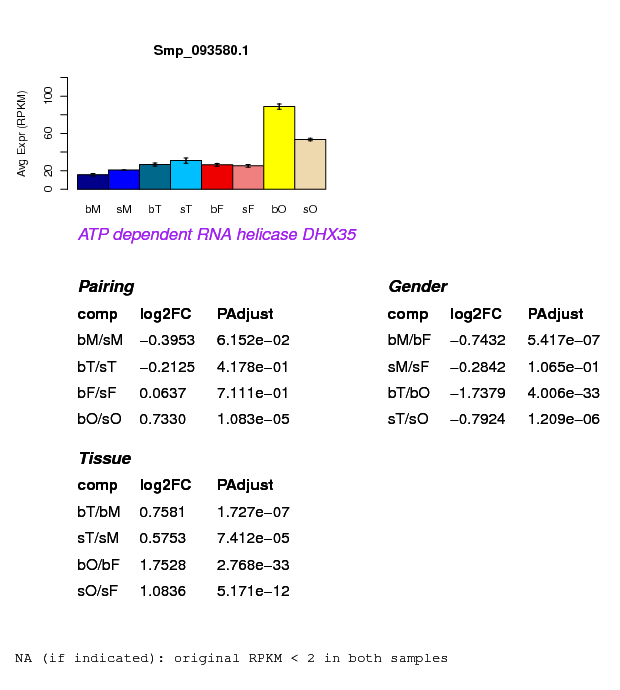 Smp_093580.1
Avg Expr (RPKM)
100
60
20
0
bM sM bT sT bF sF bO sO
ATP dependent RNA helicase DHX35
Pairing
comp log2FC PAdjust
bM/sM −0.3953 6.152e−02
bT/sT −0.2125 4.178e−01
bF/sF 0.0637 7.111e−01
bO/sO 0.7330 1.083e−05
Gender
comp log2FC PAdjust
bM/bF −0.7432 5.417e−07
sM/sF −0.2842 1.065e−01
bT/bO −1.7379 4.006e−33
sT/sO −0.7924 1.209e−06
Tissue
comp log2FC PAdjust
bT/bM 0.7581 1.727e−07
sT/sM 0.5753 7.412e−05
bO/bF 1.7528 2.768e−33
sO/sF 1.0836 5.171e−12
NA (if indicated): original RPKM < 2 in both samples